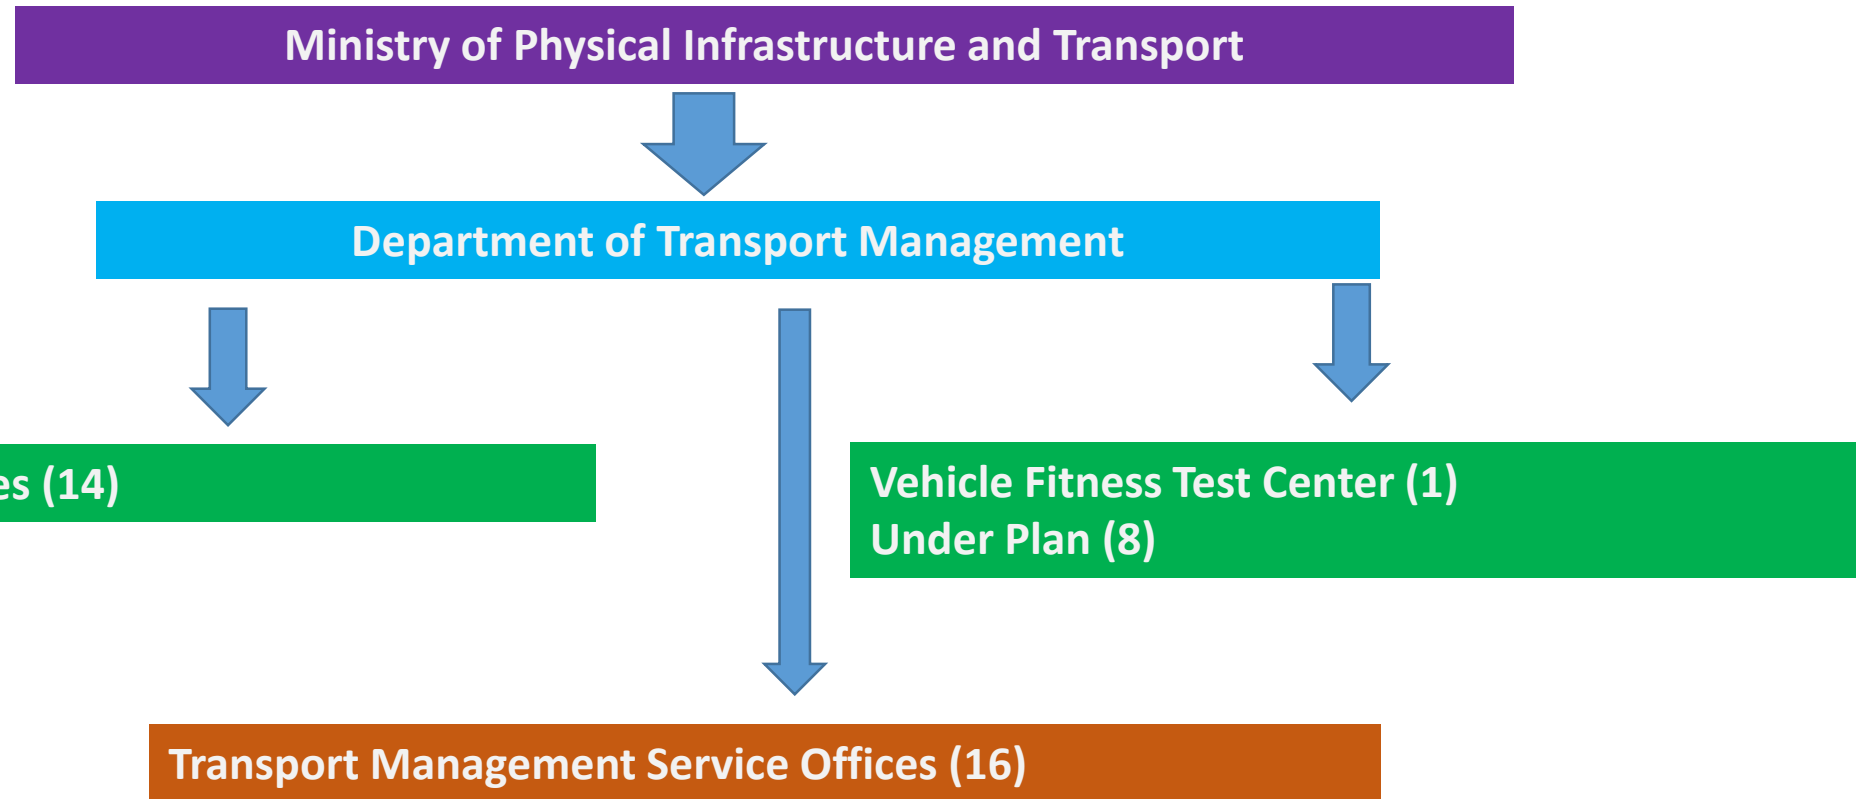 Ministry of Physical Infrastructure and Transport
Department of Transport Management
(14)
Vehicle Fitness Test Center (1)
Under Plan (8)
Transport Management Service Offices (16)